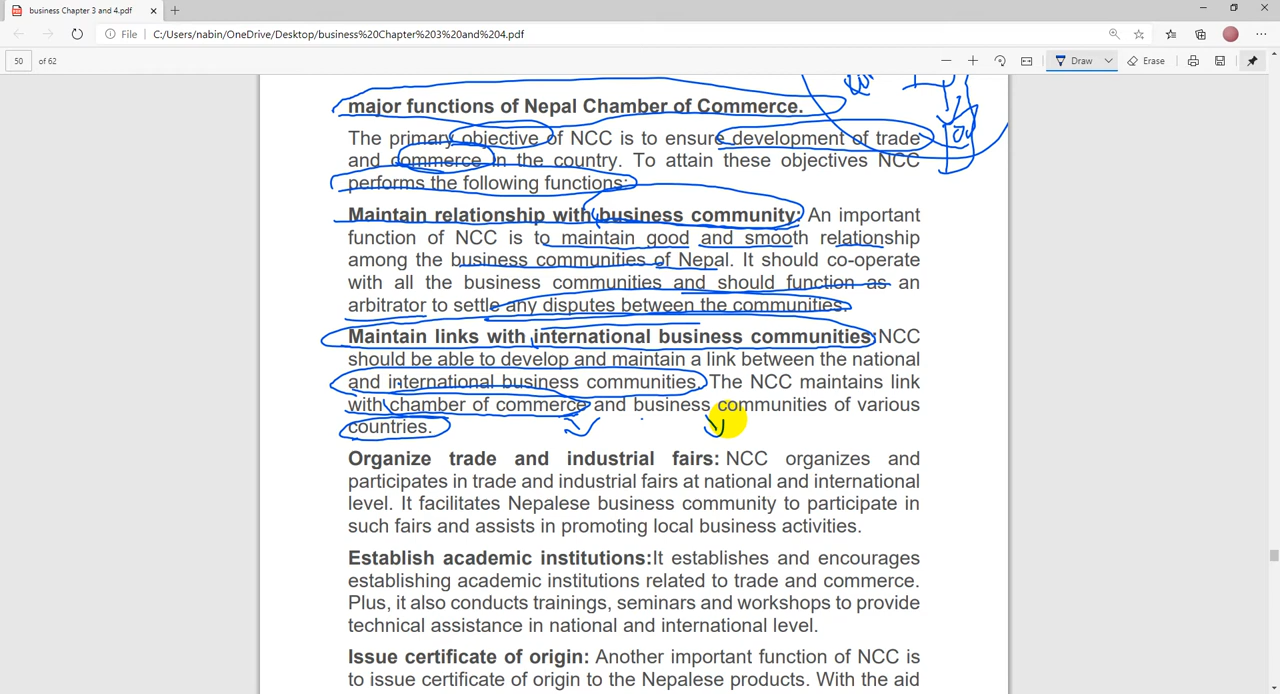 business Chapter 3 and 4.pdf
File C:/Users/nabin/OneDrive/Desktop/business%20Chapter%203%20and%204.pdf
50 of 62 Draw Erase
major functions of Nepal Chamber of Commerce.
The primary objective of NCC is to ensure development of trade
and commerce in the country. To attain these objectives NCC
performs the following functions:
Maintain relationship with business community: An important
function of NCC is to maintain good and smooth relationship
among the business communities of Nepal. It should co-operate
with all the business communities and should function as an
arbitrator to settle any disputes between the communities.
Maintain links with international business communities:NCC
should be able to develop and maintain a link between the national
and international business communities. The NCC maintains link
with chamber of commerce and business communities of various
countries.
Organize trade and industrial fairs: NCC organizes and
participates in trade and industrial fairs at national and international
level. It facilitates Nepalese business community to participate in
such fairs and assists in promoting local business activities.
Establish academic institutions:It establishes and encourages
establishing academic institutions related to trade and commerce.
Plus, it also conducts trainings, seminars and workshops to provide
technical assistance in national and international level.
Issue certificate of origin: Another important function of NCC is
to issue certificate of origin to the Nepalese products. With the aid